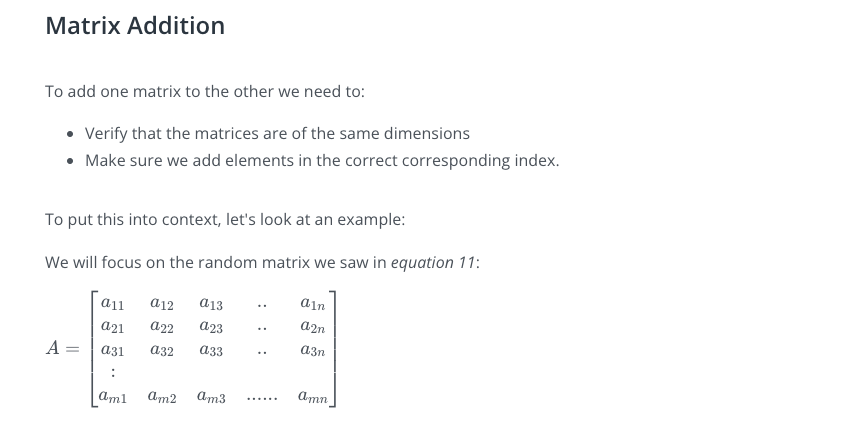 Matrix Addition
To add one matrix to the other we need to:
• Verify that the matrices are of the same dimensions
• Make sure we add elements in the correct corresponding index.
To put this into context, let's look at an example:
We will focus on the random matrix we saw in equation 11:
a₁₁ a₁₂ a₁₃ .. a₁ₙ
a₂₁ a₂₂ a₂₃ .. a₂ₙ
A = a₃₁ a₃₂ a₃₃ .. a₃ₙ
:
aₘ₁ aₘ₂ aₘ₃ ...... aₘₙ